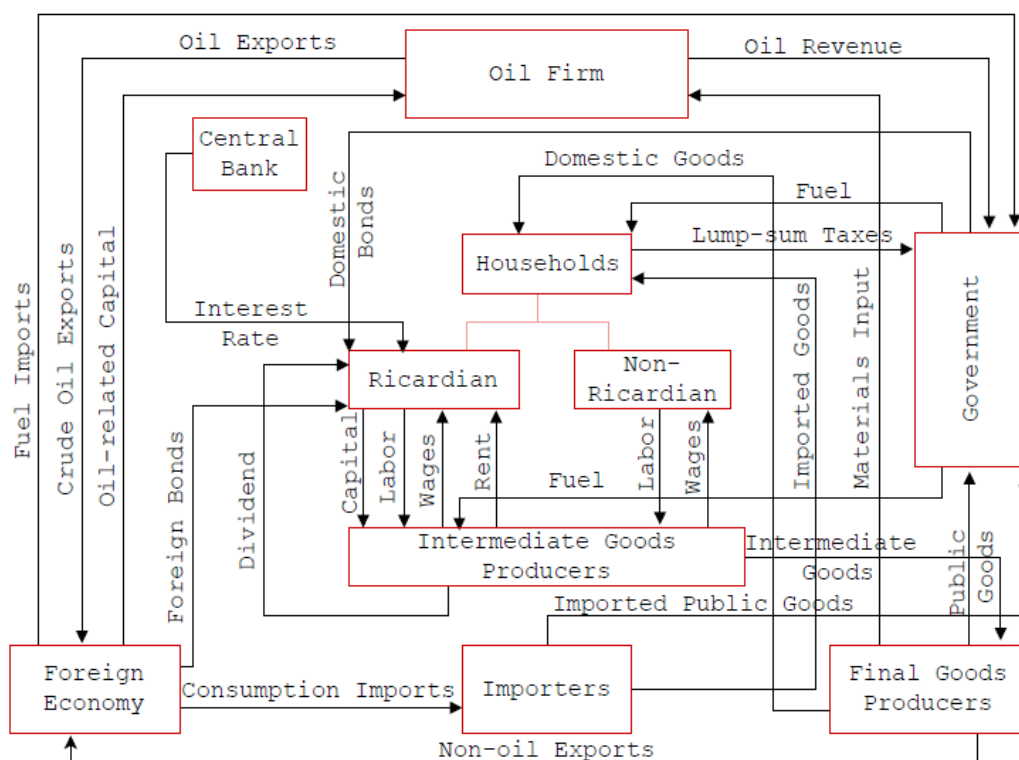 Oil Exports
Oil Revenue
Oil Firm
Central
Bank
Domestic Goods
Domestic
Bonds
Fuel
Lump-sum Taxes
Households
Government
Interest
Rate
Fuel Imports
Crude Oil Exports
Oil-related Capital
Imported Goods
Materials Input
Ricardian
Non-
Ricardian
Capital
Labor
Wages
Rent
Labor
Wages
Foreign Bonds
Dividend
Fuel
Intermediate Goods
Producers
Intermediate
Goods
Public
Goods
Imported Public Goods
Foreign
Economy
Consumption Imports
Importers
Final Goods
Producers
Non-oil Exports